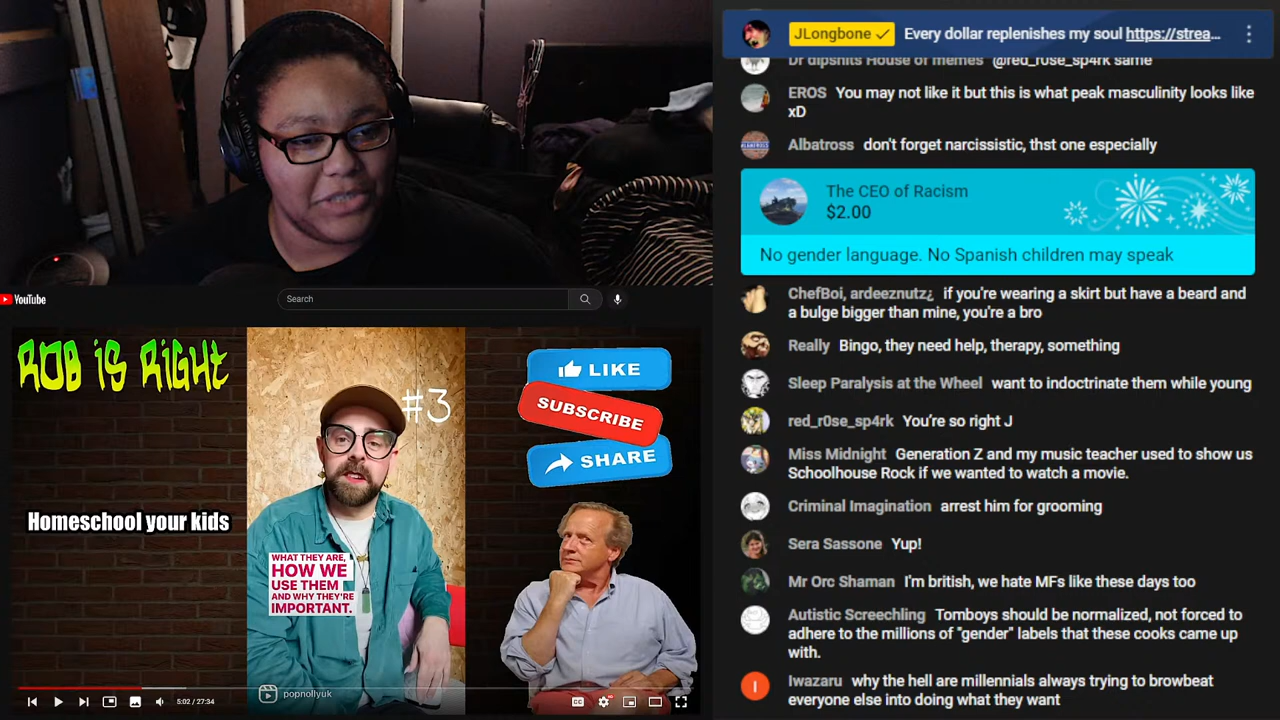 JLongbone ✓ Every dollar replenishes my soul https://strea...
Dr dipshits House of memes @red_r0se_sp4rk same
EROS You may not like it but this is what peak masculinity looks like
xD
Albatross don't forget narcissistic, thst one especially
The CEO of Racism
$2.00
No gender language. No Spanish children may speak
ChefBoi, ardeeznutz¿ if you're wearing a skirt but have a beard and
a bulge bigger than mine, you're a bro
Really Bingo, they need help, therapy, something
Sleep Paralysis at the Wheel want to indoctrinate them while young
red_r0se_sp4rk You're so right J
Miss Midnight Generation Z and my music teacher used to show us
Schoolhouse Rock if we wanted to watch a movie.
Criminal Imagination arrest him for grooming
Sera Sassone Yup!
Mr Orc Shaman I'm british, we hate MFs like these days too
Autistic Screechling Tomboys should be normalized, not forced to
adhere to the millions of "gender" labels that these cooks came up
with.
I
Iwazaru why the hell are millennials always trying to browbeat
everyone else into doing what they want
YouTube
Search
ROB iS RiGHT
#3
LIKE
SUBSCRIBE
SHARE
Homeschool your kids
WHAT THEY ARE,
HOW WE
USE THEM
AND WHY THEY'RE
IMPORTANT.
popnollyuk
5:02 / 27:34